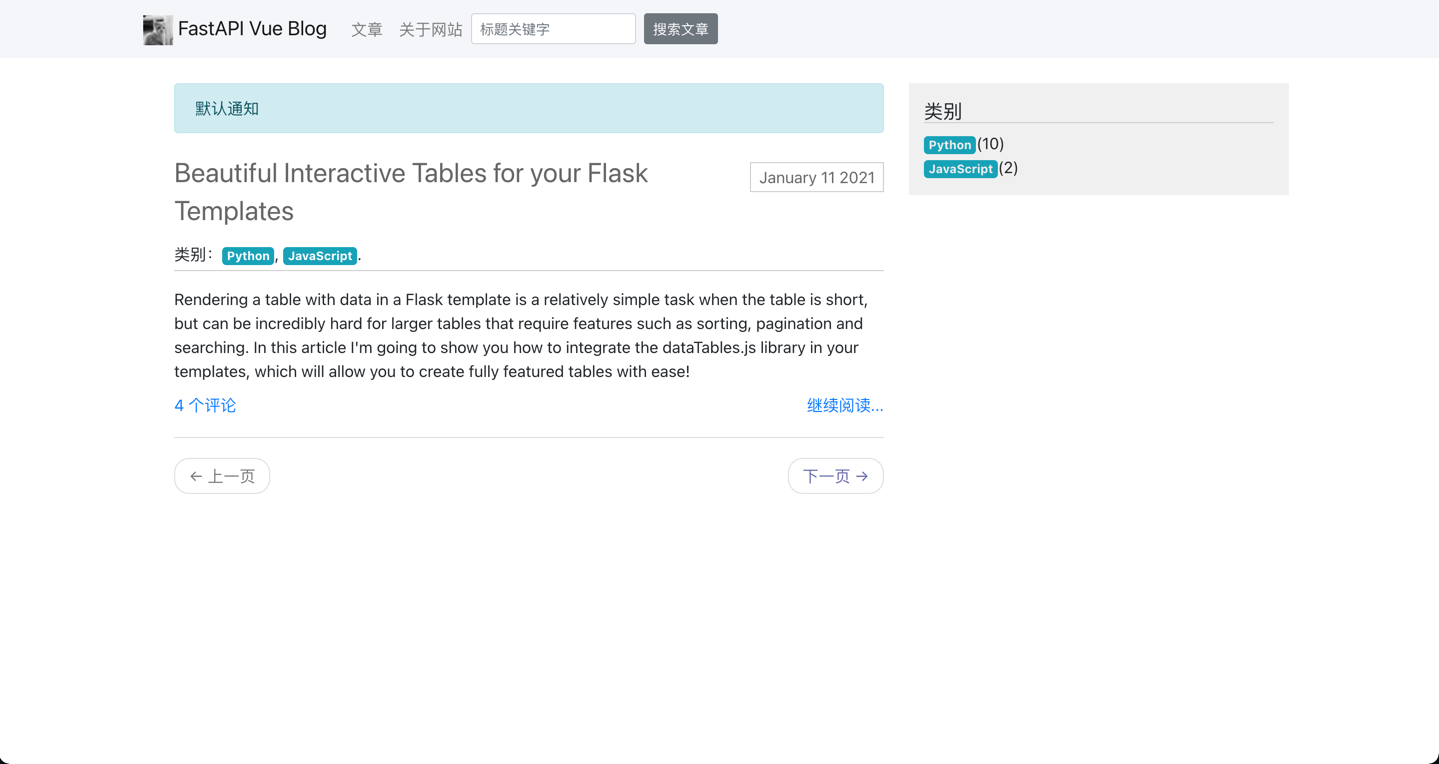 FastAPI Vue Blog 文章 关于网站 标题关键字 搜索文章
默认通知
Beautiful Interactive Tables for your Flask
Templates
January 11 2021
类别： Python, JavaScript.
Rendering a table with data in a Flask template is a relatively simple task when the table is short,
but can be incredibly hard for larger tables that require features such as sorting, pagination and
searching. In this article I'm going to show you how to integrate the dataTables.js library in your
templates, which will allow you to create fully featured tables with ease!
4 个评论 继续阅读...
← 上一页 下一页 →
类别
Python(10)
JavaScript(2)